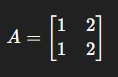 A = [1 2
1 2]